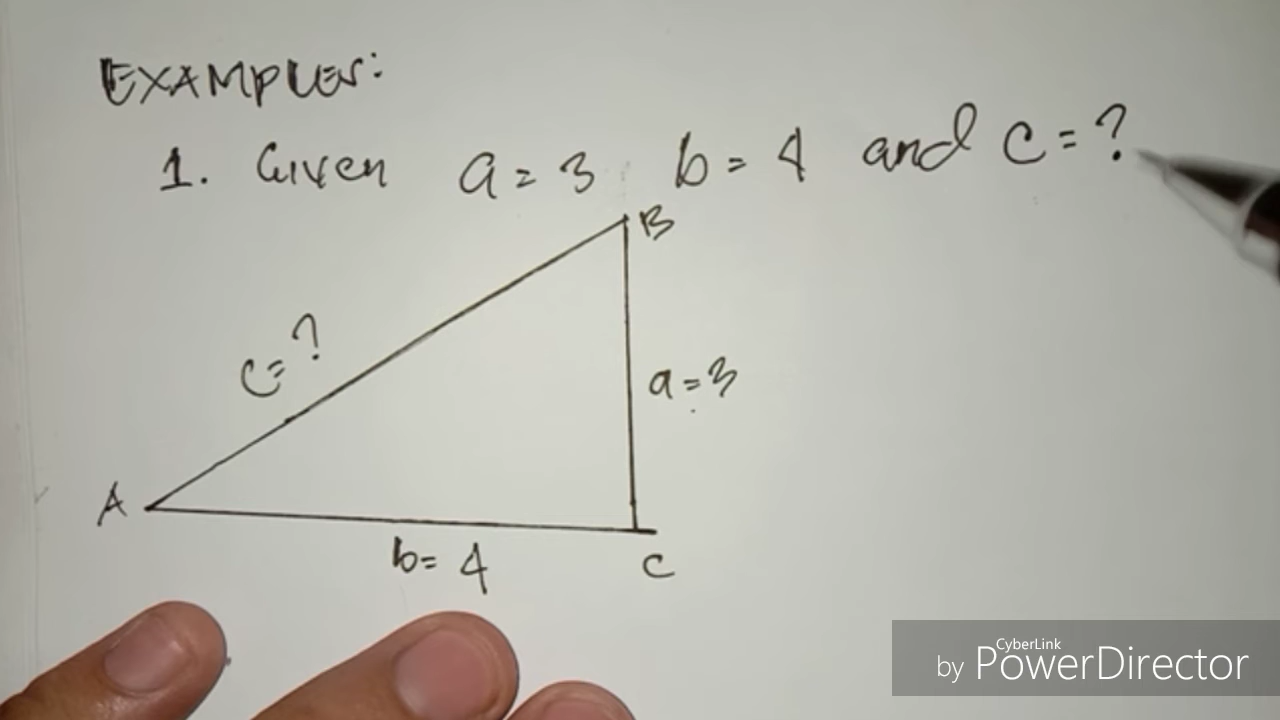 EXAMPLES:
1. Given a = 3 b = 4 and c = ?
B
c = ?
a = 3
A
b = 4
C
CyberLink
by PowerDirector